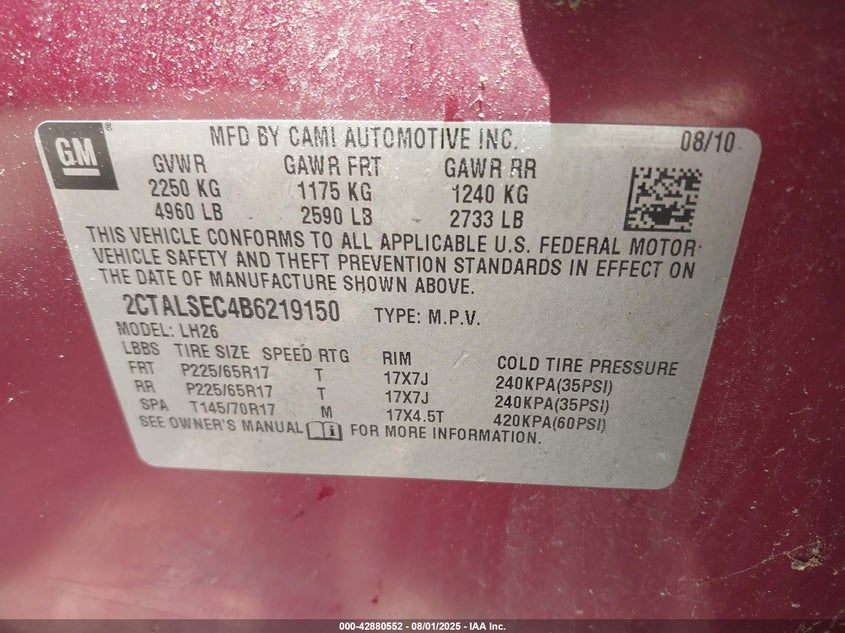 GM ®
MFD BY CAMI AUTOMOTIVE INC. 08/10
GVWR GAWR FRT GAWR RR
2250 KG 1175 KG 1240 KG
4960 LB 2590 LB 2733 LB
THIS VEHICLE CONFORMS TO ALL APPLICABLE U.S. FEDERAL MOTOR
VEHICLE SAFETY AND THEFT PREVENTION STANDARDS IN EFFECT ON
THE DATE OF MANUFACTURE SHOWN ABOVE.
2CTALSEC4B6219150 TYPE: M.P.V.
MODEL: LH26
LBBS TIRE SIZE SPEED RTG RIM COLD TIRE PRESSURE
FRT P225/65R17 T 17X7J 240KPA(35PSI)
RR P225/65R17 T 17X7J 240KPA(35PSI)
SPA T145/70R17 M 17X4.5T 420KPA(60PSI)
SEE OWNER'S MANUAL i FOR MORE INFORMATION.
000-42880552 - 08/01/2025 - IAA Inc.